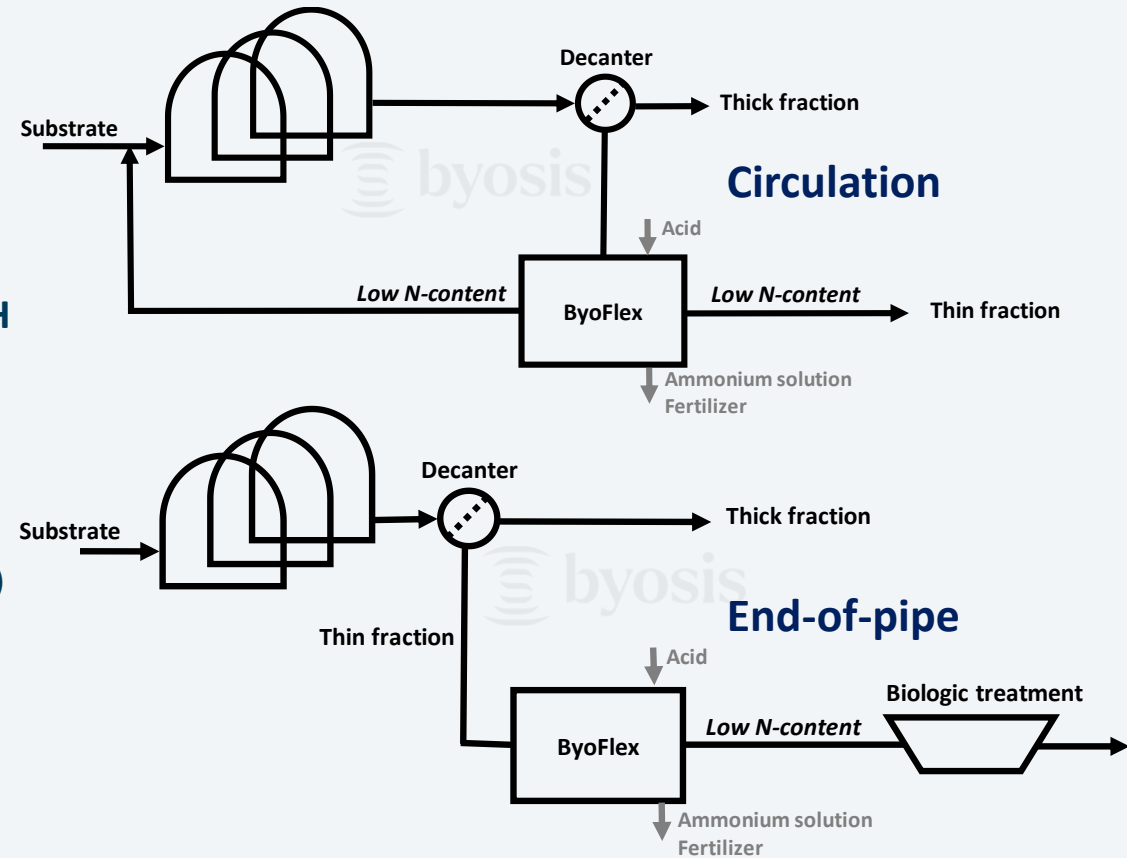 Decanter
Thick fraction
Substrate
byosis
Circulation
Acid
Low N-content
ByoFlex
Low N-content
Thin fraction
H
Ammonium solution
Fertilizer
Decanter
Substrate
Thick fraction
byosis
)
End-of-pipe
Thin fraction
Acid
Biologic treatment
Low N-content
ByoFlex
Ammonium solution
Fertilizer